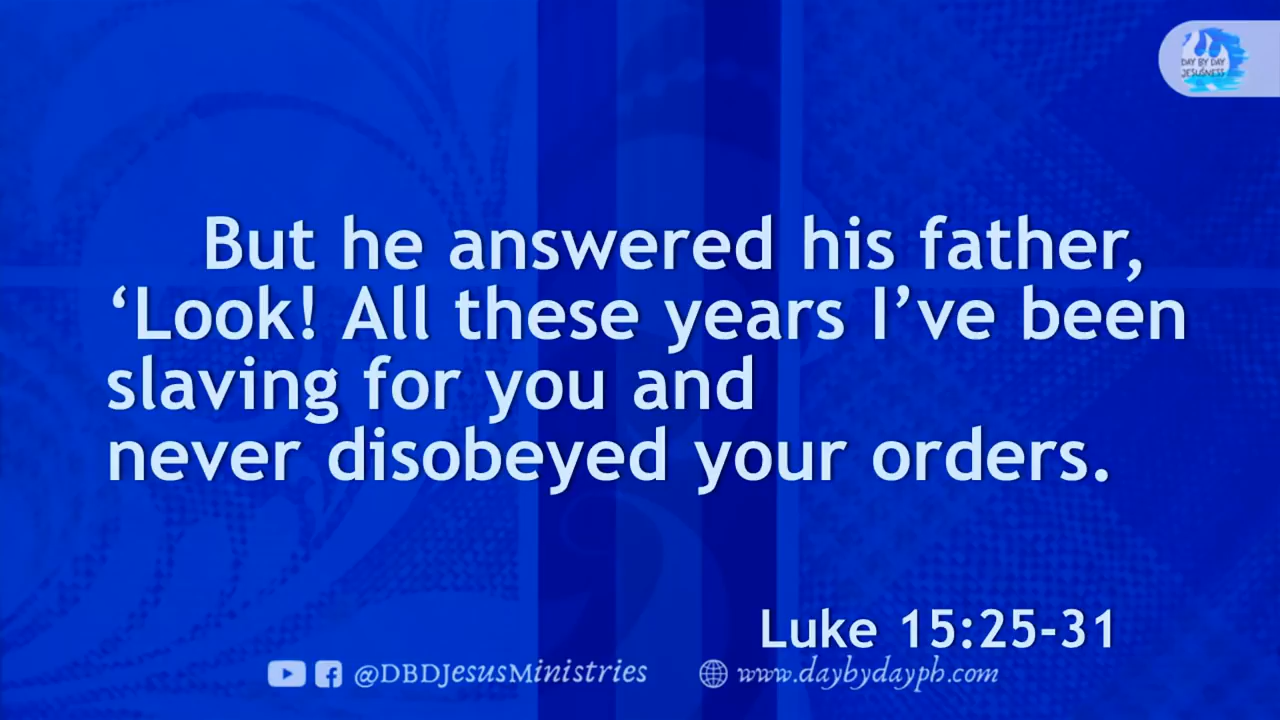 DAY BY DAY
JESUSNESS
But he answered his father,
‘Look! All these years I’ve been
slaving for you and
never disobeyed your orders.
Luke 15:25-31
@DBDJesusMinistries
www.daybydayph.com